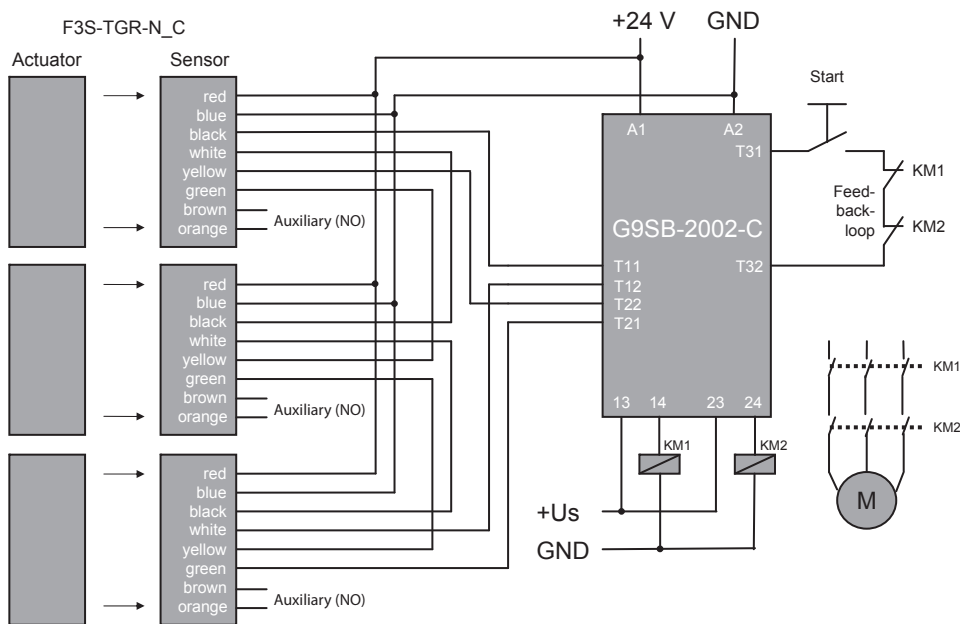 F3S-TGR-N_C
Actuator
Sensor
red
blue
black
white
yellow
green
brown
orange
Auxiliary (NO)
red
blue
black
white
yellow
green
brown
orange
Auxiliary (NO)
red
blue
black
white
yellow
green
brown
orange
Auxiliary (NO)
+24 V
GND
A1
A2
T31
G9SB-2002-C
T11
T12
T22
T21
T32
13
14
23
24
Start
KM1
Feed-
back-
loop
KM2
KM1
KM2
+Us
GND
KM1
KM2
M